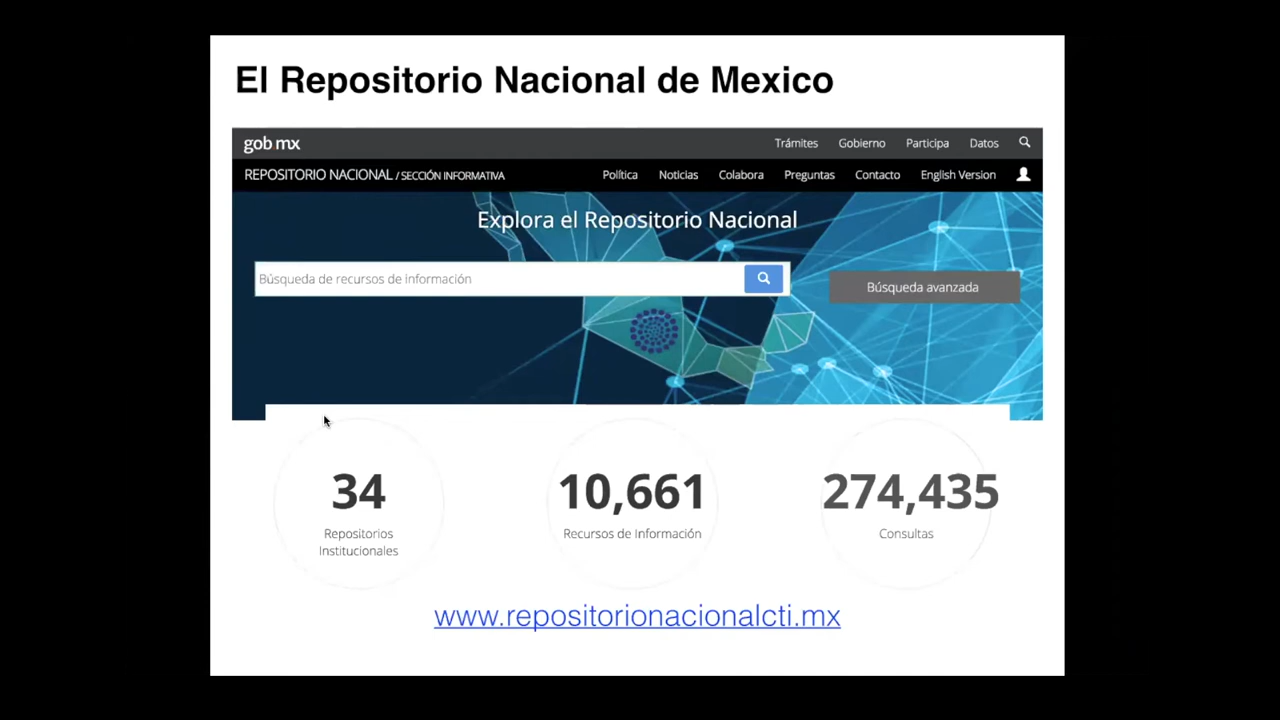 El Repositorio Nacional de Mexico
gob mx
Trámites Gobierno Participa Datos
REPOSITORIO NACIONAL / SECCIÓN INFORMATIVA
Política Noticias Colabora Preguntas Contacto English Version
Explora el Repositorio Nacional
Búsqueda de recursos de información
Búsqueda avanzada
34
Repositorios
Institucionales
10,661
Recursos de Información
274,435
Consultas
www.repositorionacionalcti.mx